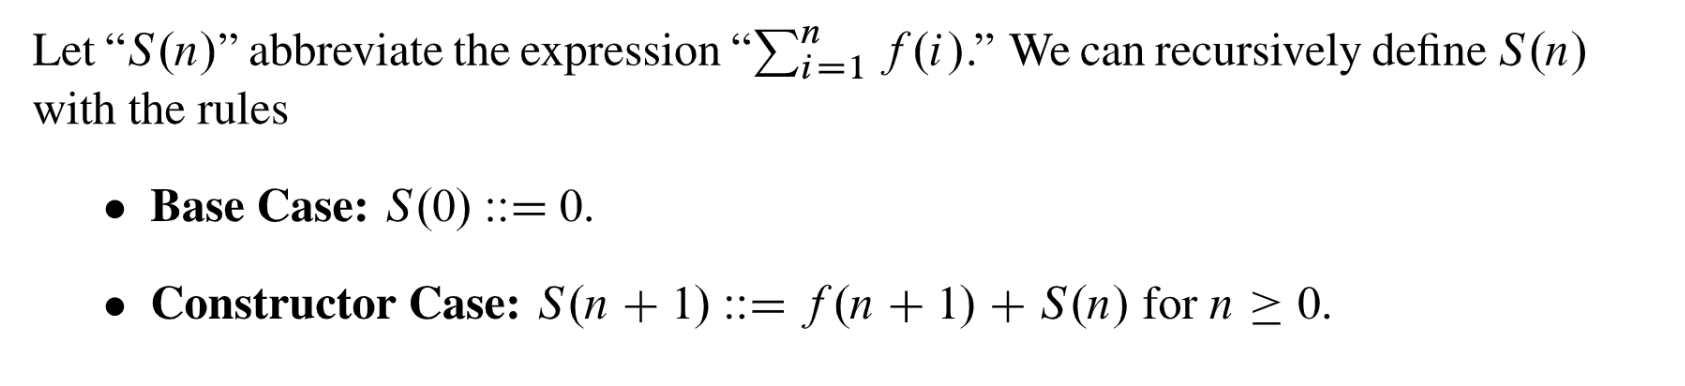 Let “S(n)” abbreviate the expression “∑ⁿᵢ₌₁ f(i).” We can recursively define S(n)
with the rules
• Base Case: S(0) ::= 0.
• Constructor Case: S(n + 1) ::= f(n + 1) + S(n) for n ≥ 0.